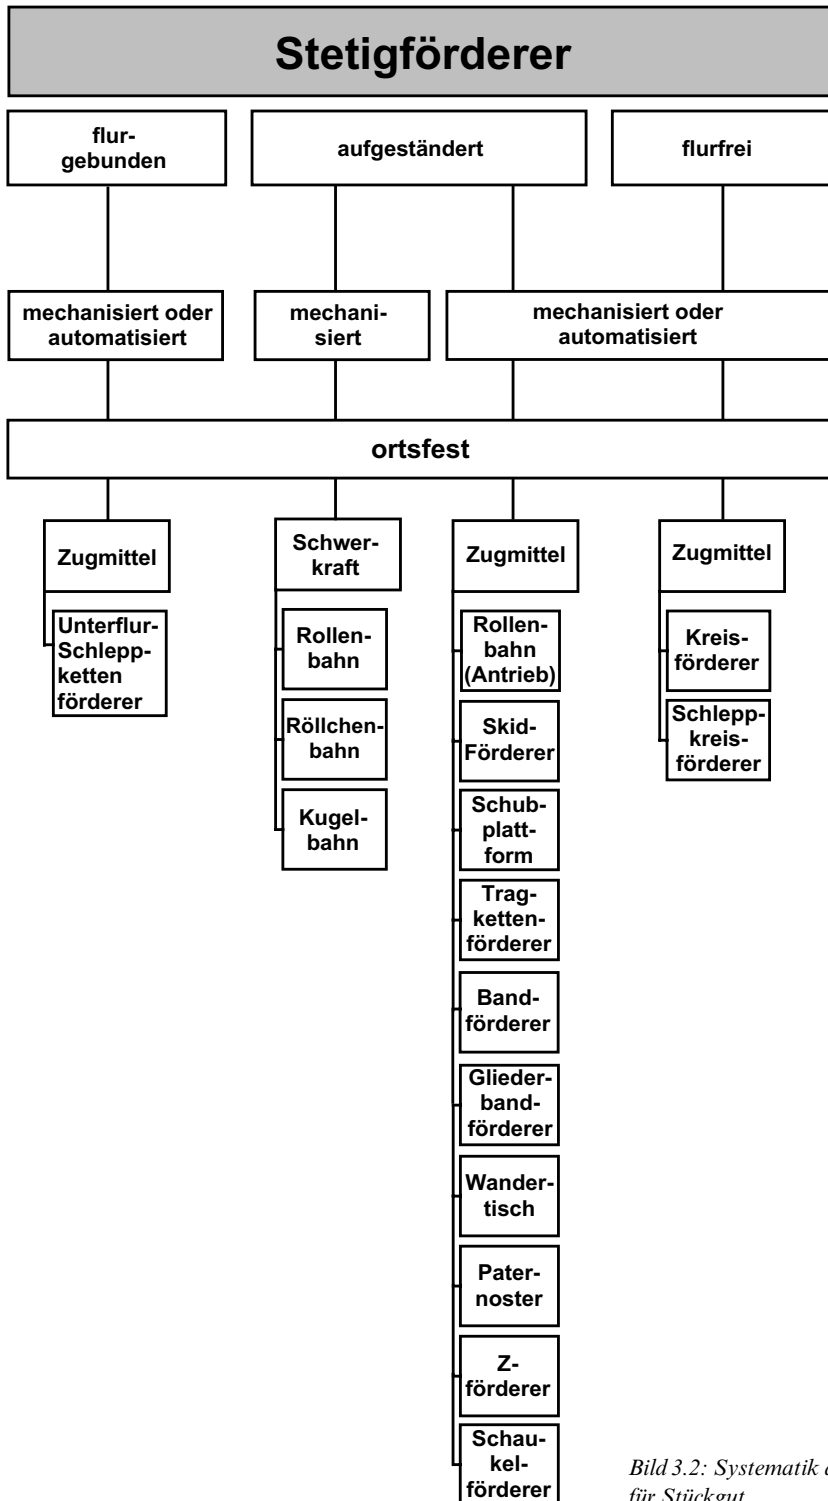 Stetigförderer
flur-
gebunden
aufgeständert
flurfrei
mechanisiert oder
automatisiert
mechani-
siert
mechanisiert oder
automatisiert
ortsfest
Zugmittel
Unterflur-
Schlepp-
ketten
förderer
Schwer-
kraft
Rollen-
bahn
Röllchen-
bahn
Kugel-
bahn
Zugmittel
Rollen-
bahn
(Antrieb)
Skid-
Förderer
Schub-
platt-
form
Trag-
ketten-
förderer
Band-
förderer
Glieder-
band-
förderer
Wander-
tisch
Pater-
noster
Z-
förderer
Schau-
kel-
förderer
Zugmittel
Kreis-
förderer
Schlepp-
kreis-
förderer
Bild 3.2: Systematik
für Stückgut